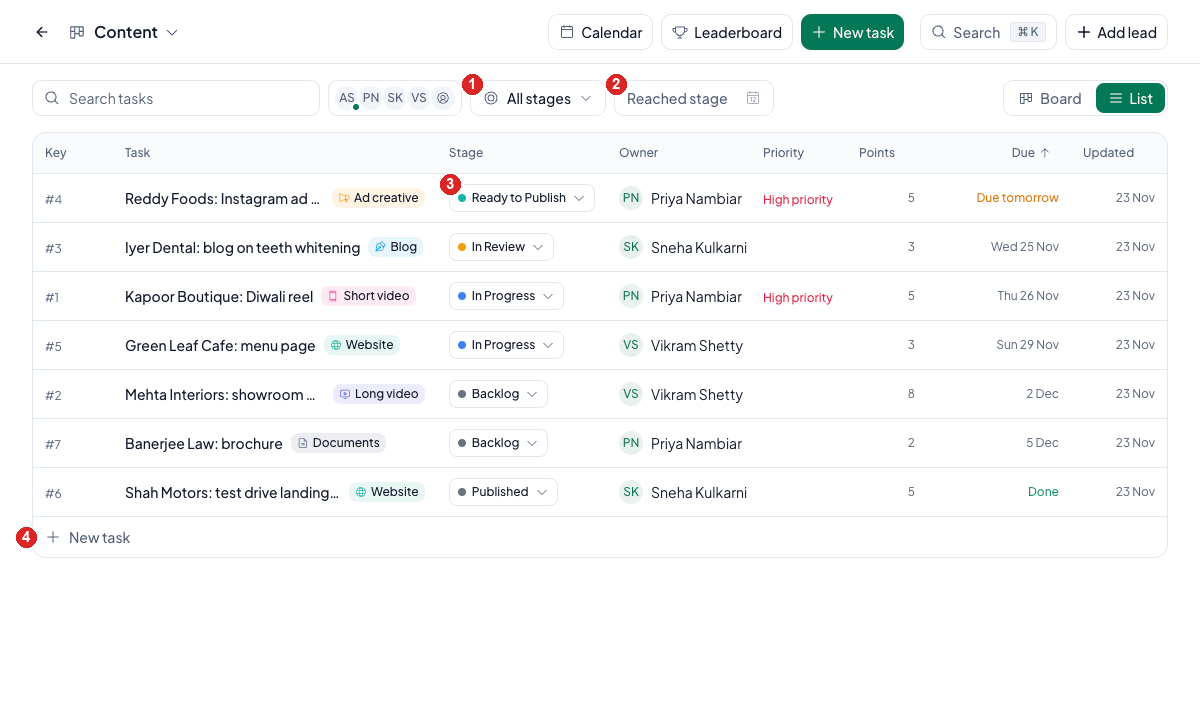 Content
Calendar
Leaderboard
New task
Search ⌘ K
Add lead
Search tasks
AS PN SK VS
1
All stages
2
Reached stage
12
Board
List
Key Task Stage Owner Priority Points Due ↑ Updated
3
#4 Reddy Foods: Instagram ad ... Ad creative Ready to Publish PN Priya Nambiar High priority 5 Due tomorrow 23 Nov
#3 Iyer Dental: blog on teeth whitening Blog In Review SK Sneha Kulkarni 3 Wed 25 Nov 23 Nov
#1 Kapoor Boutique: Diwali reel Short video In Progress PN Priya Nambiar High priority 5 Thu 26 Nov 23 Nov
#5 Green Leaf Cafe: menu page Website In Progress VS Vikram Shetty 3 Sun 29 Nov 23 Nov
#2 Mehta Interiors: showroom ... Long video Backlog VS Vikram Shetty 8 2 Dec 23 Nov
#7 Banerjee Law: brochure Documents Backlog PN Priya Nambiar 2 5 Dec 23 Nov
#6 Shah Motors: test drive landing... Website Published SK Sneha Kulkarni 5 Done 23 Nov
4
New task